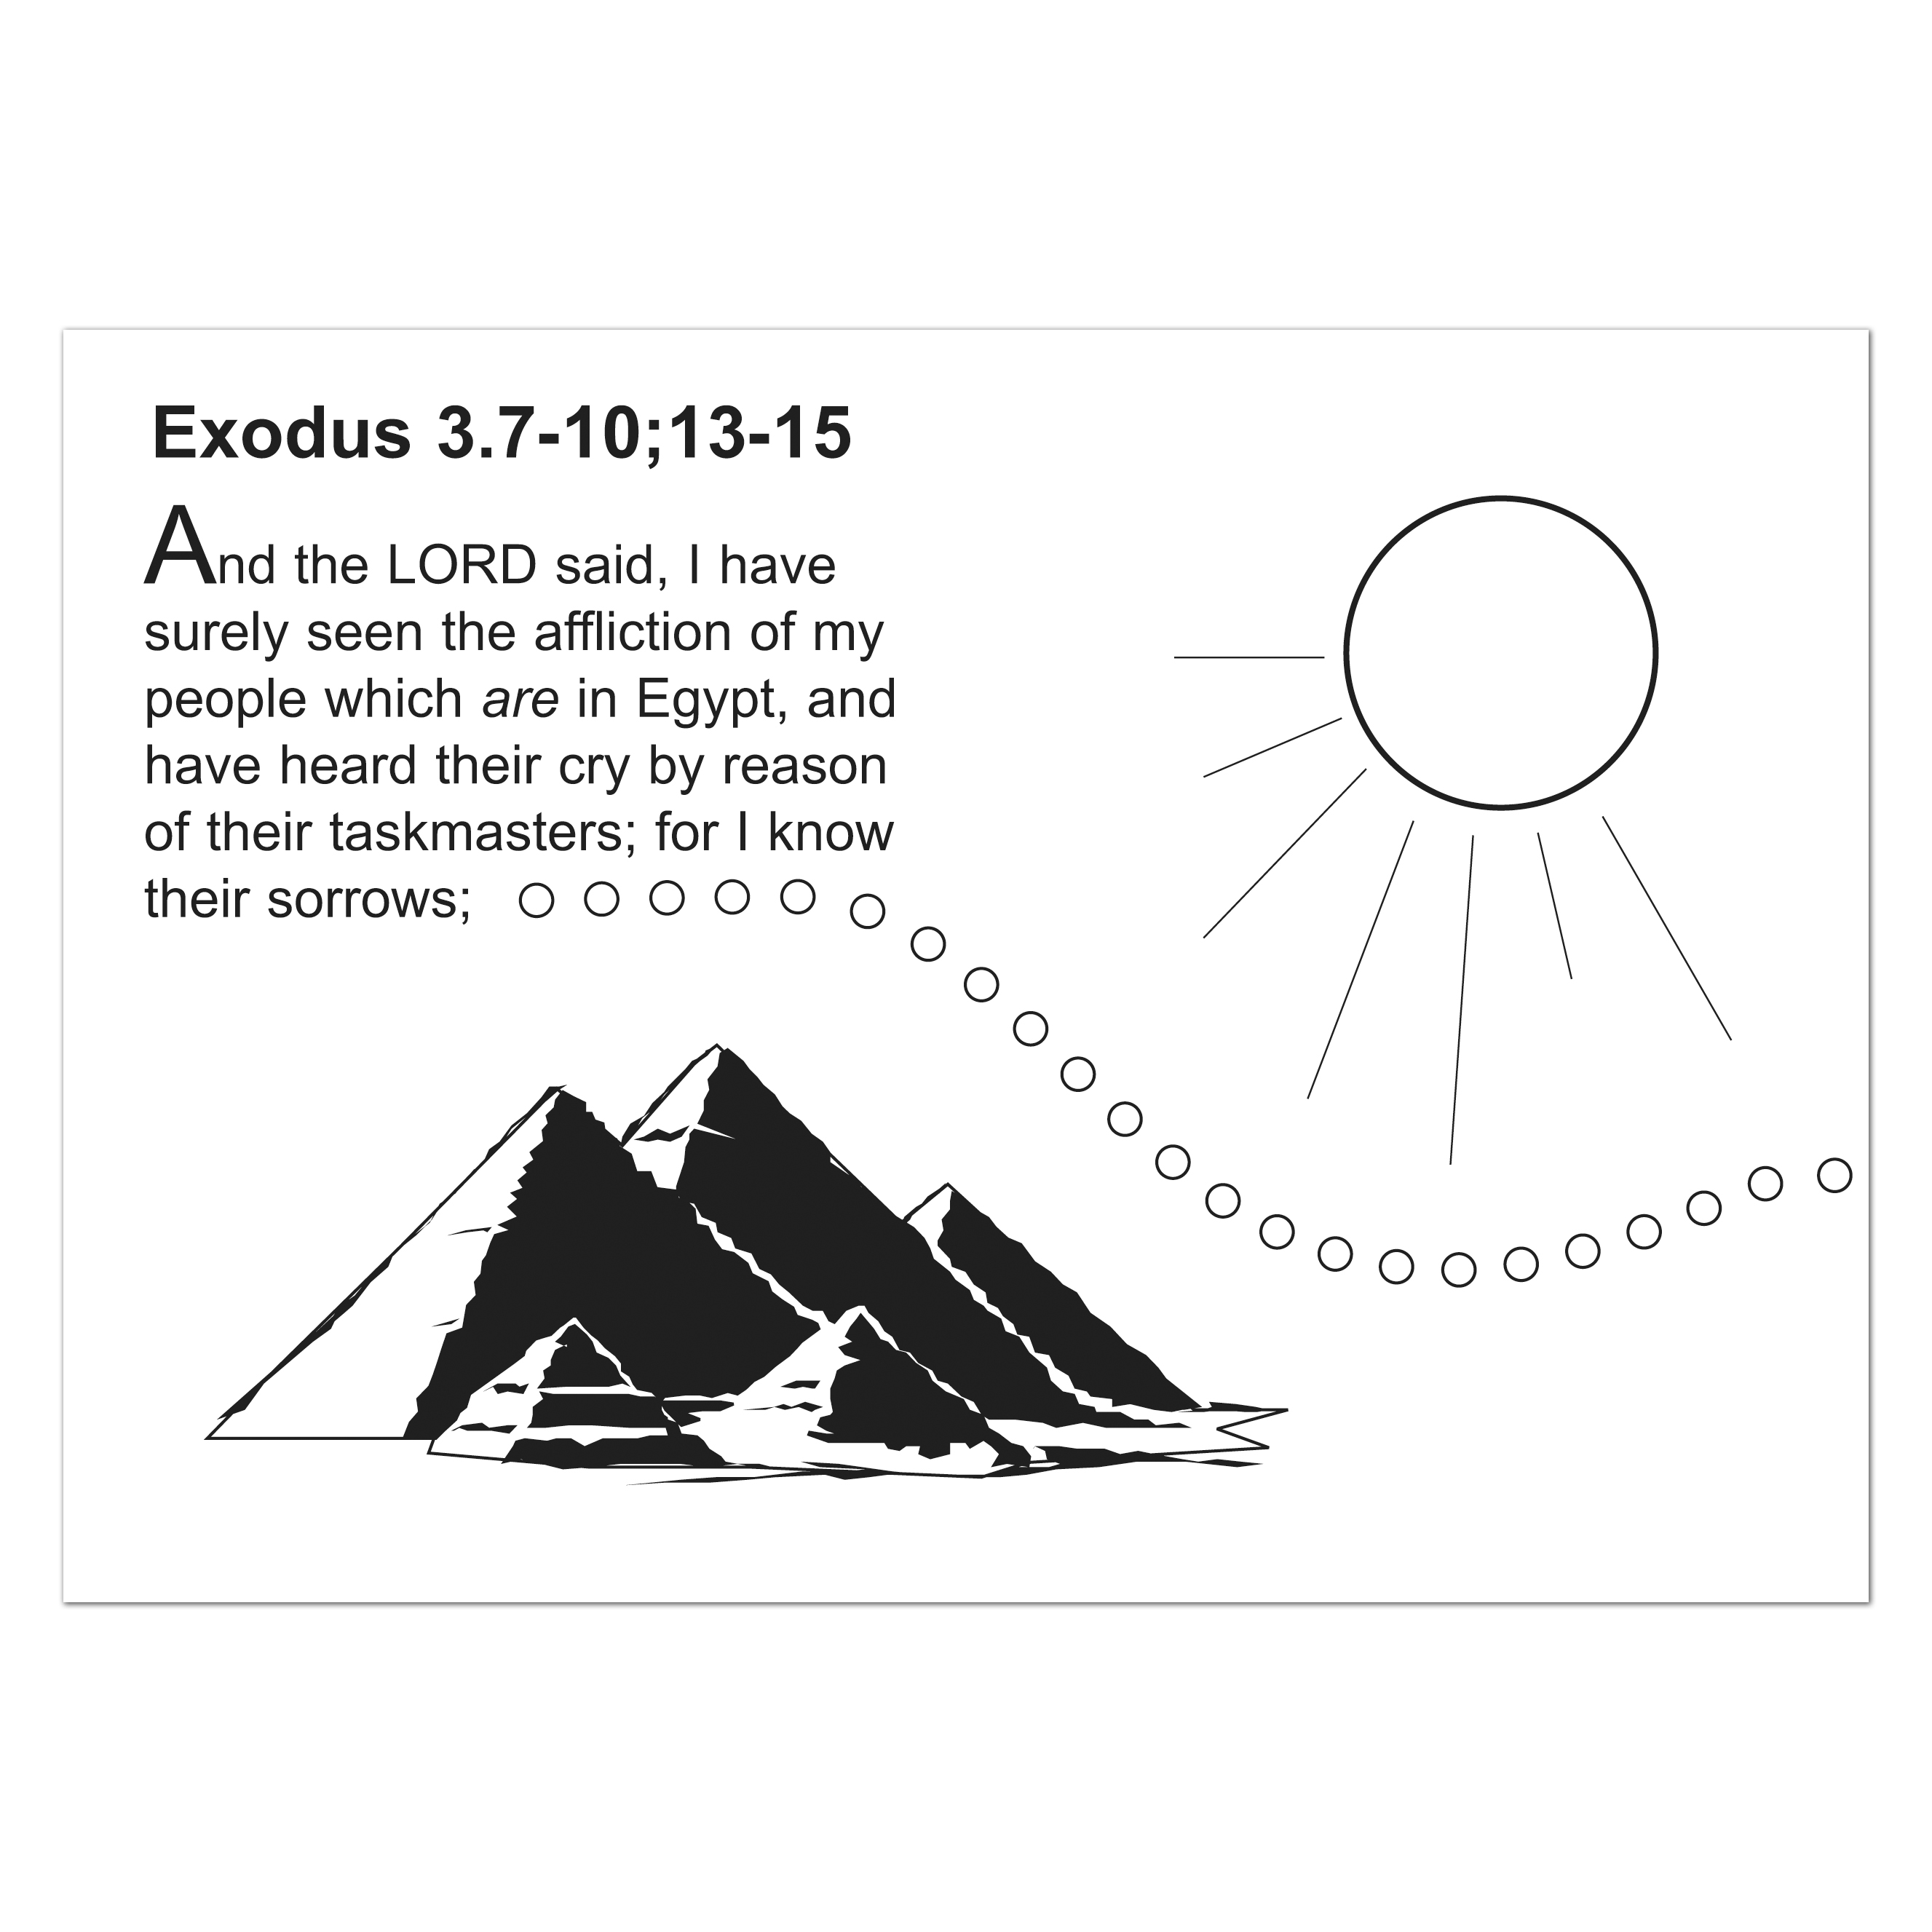 Exodus 3.7-10;13-15
And the LORD said, I have
surely seen the affliction of my
people which are in Egypt, and
have heard their cry by reason
of their taskmasters; for I know
their sorrows;